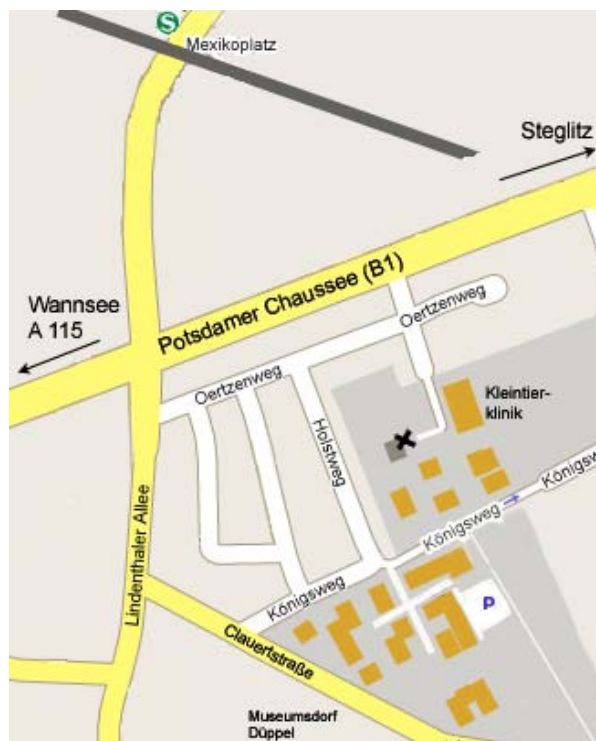 S
Mexikoplatz
Steglitz
Potsdamer Chaussee (B1)
Wannsee
A 115
Oertzenweg
Oertzenweg
Kleintier-
klinik
Holstweg
Königsweg
Königsweg
Lindenthaler Allee
Königsweg
P
Clauertstraße
Museumsdorf
Düppel